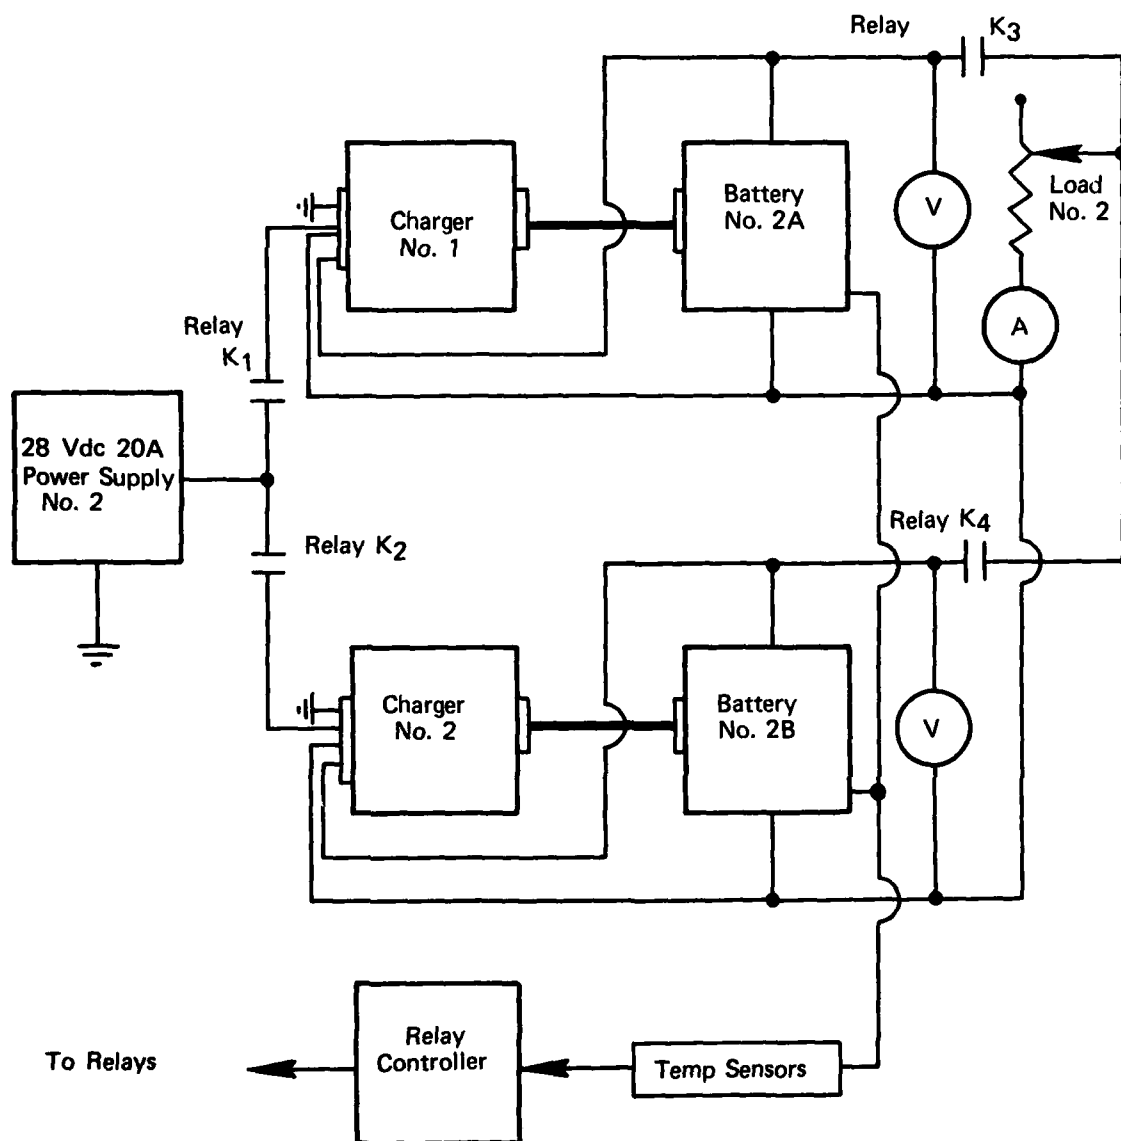 Relay K3
Charger
No. 1
Battery
No. 2A
V
Load
No. 2
A
Relay
K1
28 Vdc 20A
Power Supply
No. 2
Relay K2
Relay K4
Charger
No. 2
Battery
No. 2B
V
To Relays
Relay
Controller
Temp Sensors